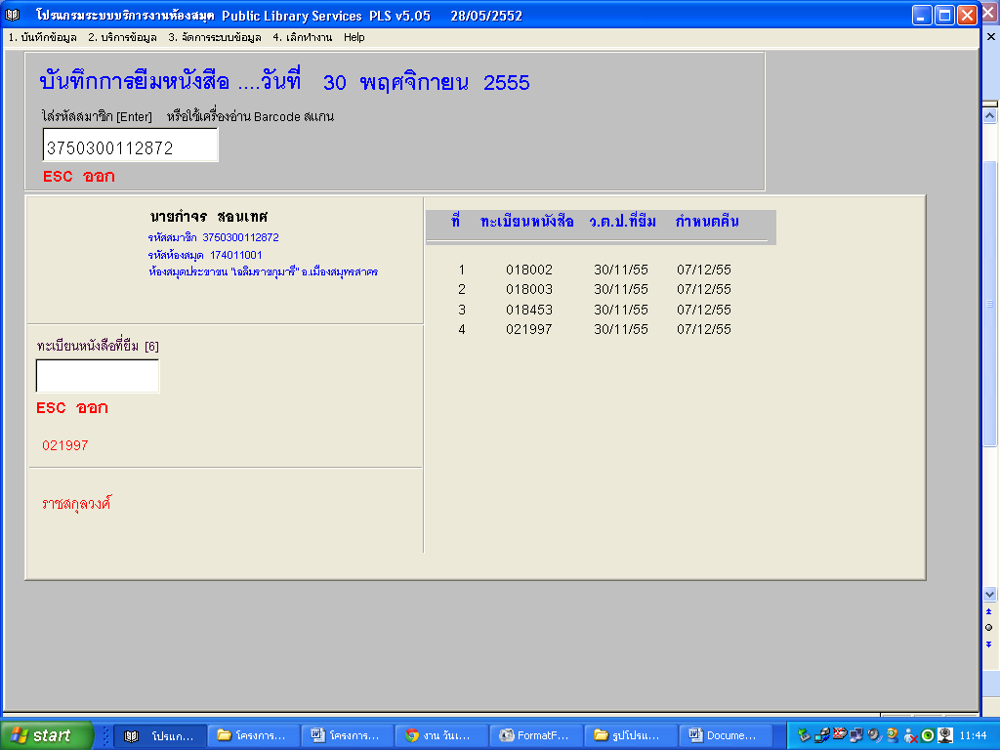 โปรแกรมระบบบริการงานห้องสมุด Public Library Services PLS v5.05 28/05/2552
1. บันทึกข้อมูล 2. บริการข้อมูล 3. จัดการระบบข้อมูล 4. เลิกทำงาน Help
บันทึกการยืมหนังสือ ....วันที่ 30 พฤศจิกายน 2555
ใส่รหัสสมาชิก [Enter] หรือใช้เครื่องอ่าน Barcode สแกน
3750300112872
ESC ออก
นายกำจร สอนเทศ
รหัสสมาชิก 3750300112872
รหัสห้องสมุด 174011001
ห้องสมุดประชาชน "เฉลิมราชกุมารี" อ.เมืองสมุทรสาคร
ทะเบียนหนังสือที่ยืม [6]
ESC ออก
021997
ราชสกุลวงศ์
ที่ ทะเบียนหนังสือ ว.ต.ป.ที่ยืม กำหนดคืน
1 018002 30/11/55 07/12/55
2 018003 30/11/55 07/12/55
3 018453 30/11/55 07/12/55
4 021997 30/11/55 07/12/55
start โปรแก... โครงการ... โครงการ... งาน วันเ... FormatF... รูปโปรแ... Docume... 11:44